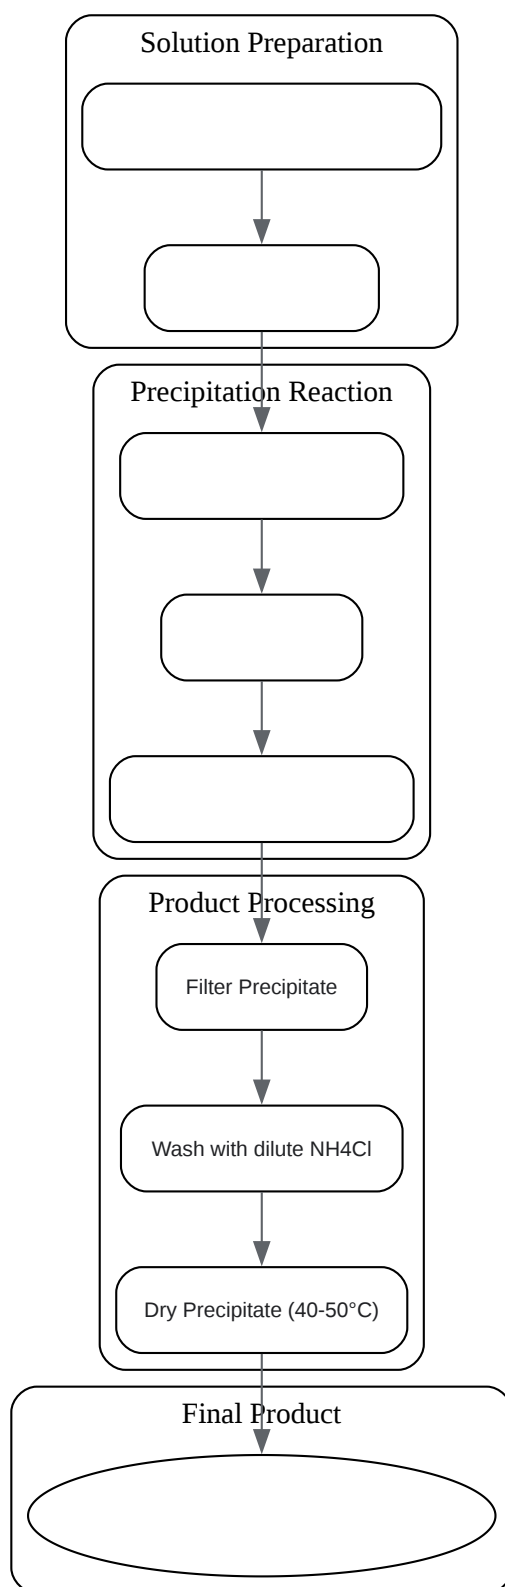 Solution Preparation
Precipitation Reaction
Product Processing
Filter Precipitate
Wash with dilute NH4Cl
Dry Precipitate (40-50°C)
Final Product